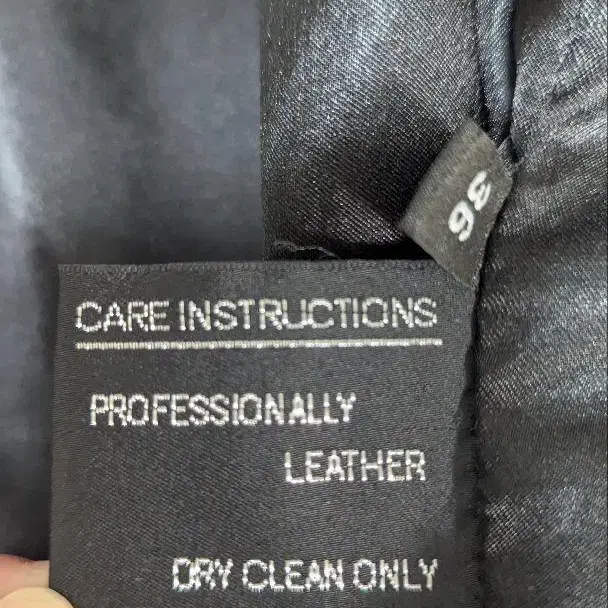 36
CARE INSTRUCTIONS
PROFESSIONALLY
LEATHER
DRY CLEAN ONLY